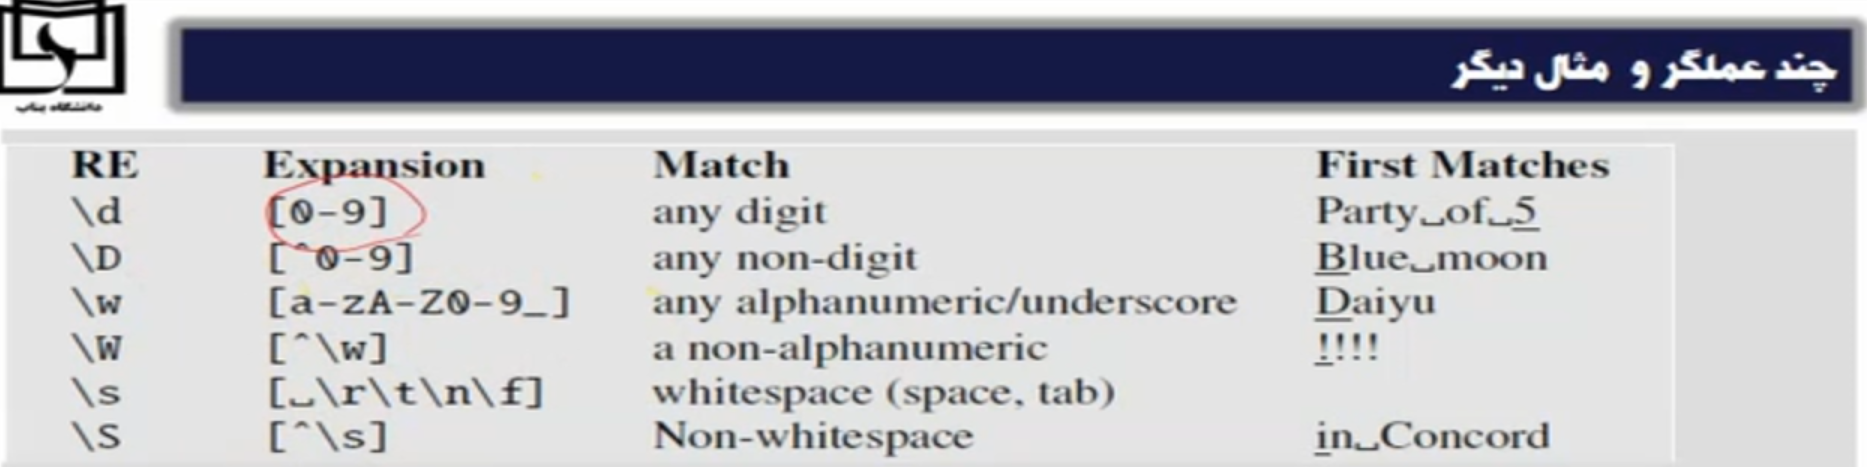 چند عملگر و مثال دیگر
دانشگاه بناب
RE Expansion Match First Matches
\d [0-9] any digit Party␣of␣5
\D [^0-9] any non-digit Blue␣moon
\w [a-zA-Z0-9_] any alphanumeric/underscore Daiyu
\W [^\w] a non-alphanumeric !!!!
\s [␣\r\t\n\f] whitespace (space, tab)
\S [^\s] Non-whitespace in␣Concord